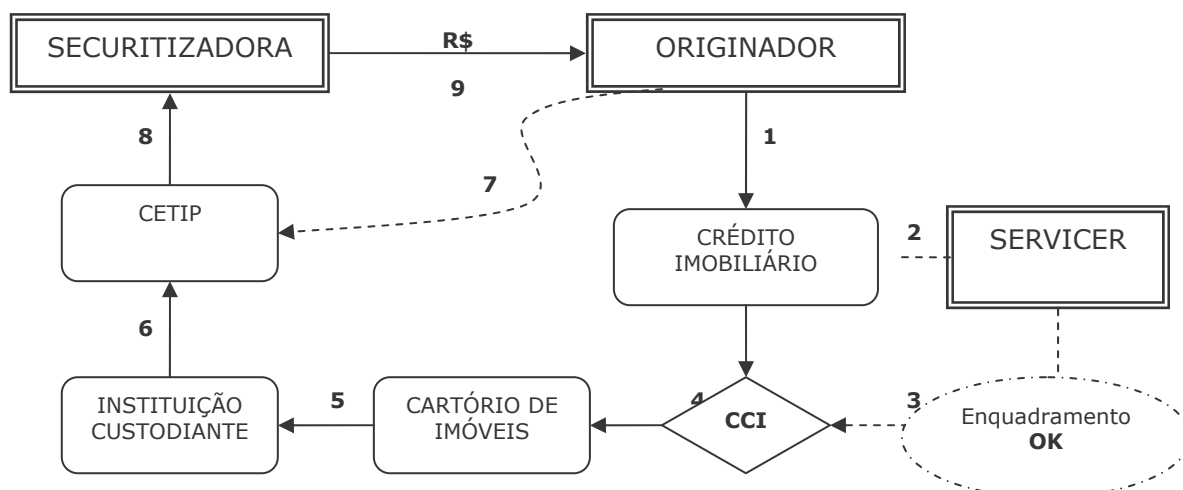 SECURITIZADORA
R$
ORIGINADOR
9
8
1
7
CETIP
CRÉDITO
IMOBILIÁRIO
2
SERVICER
6
INSTITUIÇÃO
CUSTODIANTE
5
CARTÓRIO DE
IMÓVEIS
4
CCI
3
Enquadramento
OK